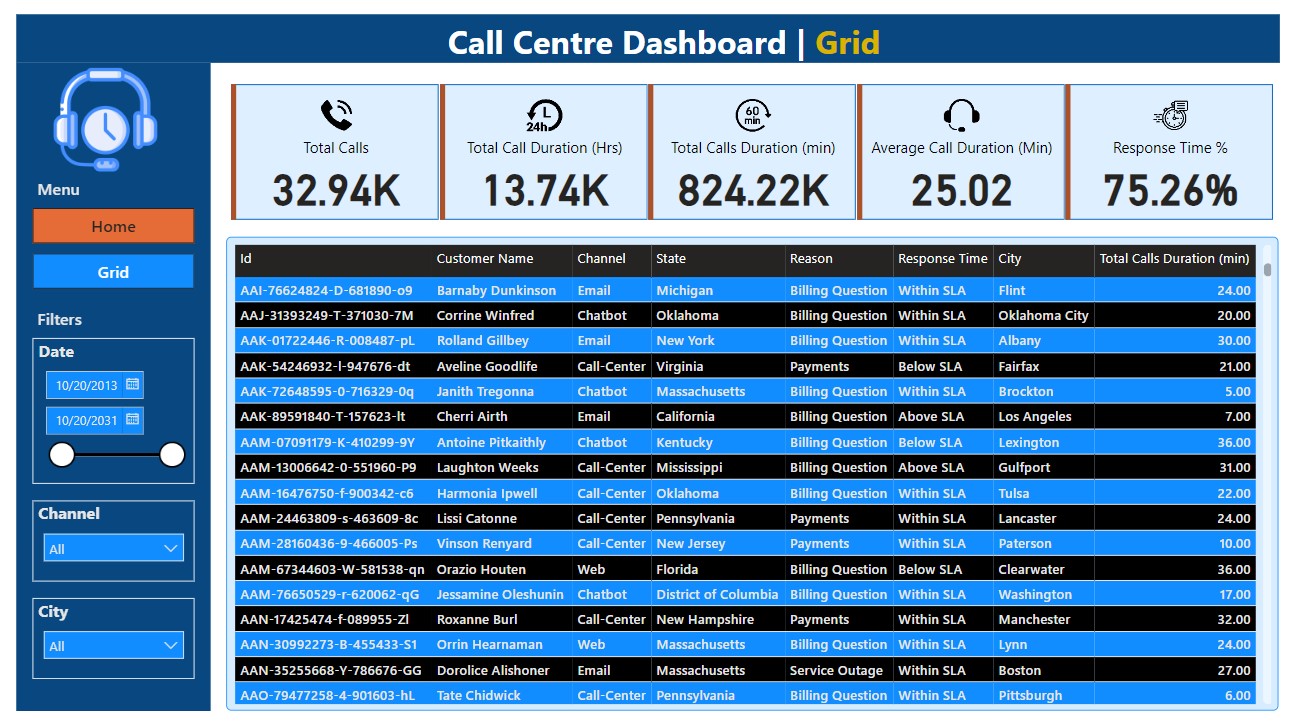 Call Centre Dashboard | Grid
Menu
Home
Grid
Filters
Date
10/20/2013
10/20/2031
Channel
All
City
All
24h
60 min
Total Calls
32.94K
Total Call Duration (Hrs)
13.74K
Total Calls Duration (min)
824.22K
Average Call Duration (Min)
25.02
Response Time %
75.26%
Id Customer Name Channel State Reason Response Time City Total Calls Duration (min)
AAI-76624824-D-681890-o9 Barnaby Dunkinson Email Michigan Billing Question Within SLA Flint 24.00
AAJ-31393249-T-371030-7M Corrine Winfred Chatbot Oklahoma Billing Question Within SLA Oklahoma City 20.00
AAK-01722446-R-008487-pL Rolland Gillbey Email New York Billing Question Within SLA Albany 30.00
AAK-54246932-l-947676-dt Aveline Goodlife Call-Center Virginia Payments Below SLA Fairfax 21.00
AAK-72648595-0-716329-0q Janith Tregonna Chatbot Massachusetts Billing Question Within SLA Brockton 5.00
AAK-89591840-T-157623-lt Cherri Airth Email California Billing Question Above SLA Los Angeles 7.00
AAM-07091179-K-410299-9Y Antoine Pitkaithly Chatbot Kentucky Billing Question Below SLA Lexington 36.00
AAM-13006642-0-551960-P9 Laughton Weeks Call-Center Mississippi Billing Question Above SLA Gulfport 31.00
AAM-16476750-f-900342-c6 Harmonia Ipwell Call-Center Oklahoma Billing Question Within SLA Tulsa 22.00
AAM-24463809-s-463609-8c Lissi Catonne Call-Center Pennsylvania Payments Within SLA Lancaster 24.00
AAM-28160436-9-466005-Ps Vinson Renyard Call-Center New Jersey Payments Within SLA Paterson 10.00
AAM-67344603-W-581538-qn Orazio Houten Web Florida Billing Question Below SLA Clearwater 36.00
AAM-76650529-r-620062-qG Jessamine Oleshunin Chatbot District of Columbia Billing Question Within SLA Washington 17.00
AAN-17425474-f-089955-Zl Roxanne Burl Call-Center New Hampshire Payments Within SLA Manchester 32.00
AAN-30992273-B-455433-S1 Orrin Hearnaman Web Massachusetts Billing Question Within SLA Lynn 24.00
AAN-35255668-Y-786676-GG Dorolice Alishoner Email Massachusetts Service Outage Within SLA Boston 27.00
AAO-79477258-4-901603-hL Tate Chidwick Call-Center Pennsylvania Billing Question Within SLA Pittsburgh 6.00